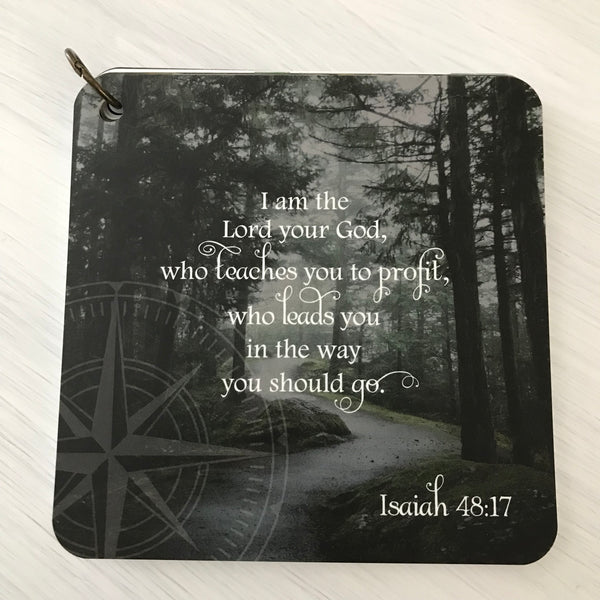 I am the
Lord your God,
who teaches you to profit,
who leads you
in the way
you should go.
Isaiah 48:17